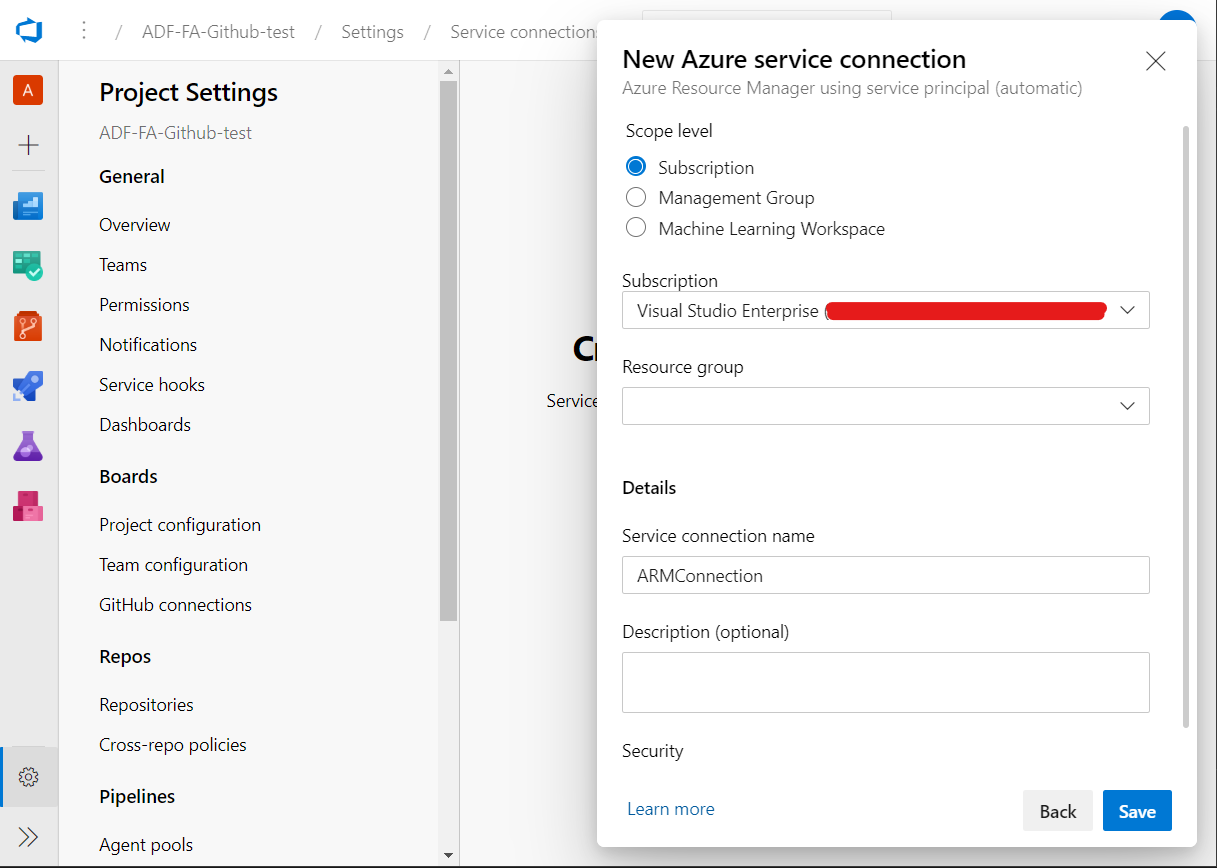 ADF-FA-Github-test / Settings / Service connections
A
Project Settings
ADF-FA-Github-test
General
Overview
Teams
Permissions
Notifications
Service hooks
Dashboards
Boards
Project configuration
Team configuration
GitHub connections
Repos
Repositories
Cross-repo policies
Pipelines
Agent pools
Service
New Azure service connection
Azure Resource Manager using service principal (automatic)
Scope level
Subscription
Management Group
Machine Learning Workspace
Subscription
Visual Studio Enterprise (
Resource group
Details
Service connection name
ARMConnection
Description (optional)
Security
Learn more
Back
Save